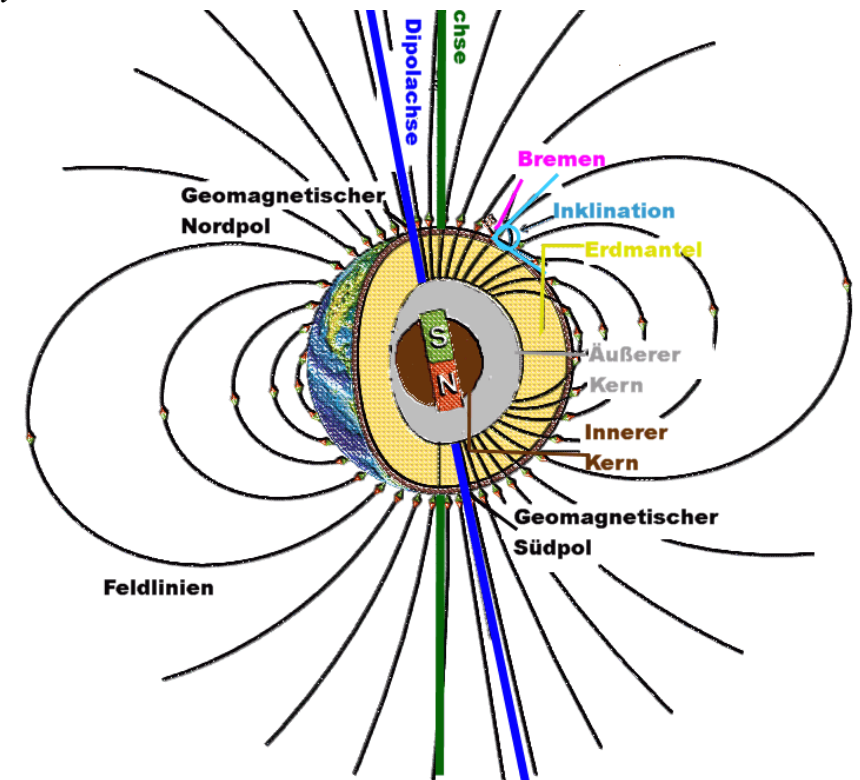 chse
Dipolachse
Bremen
Geomagnetischer
Nordpol
Inklination
Erdmantel
S
N
Äußerer
Kern
Innerer
Kern
Geomagnetischer
Südpol
Feldlinien